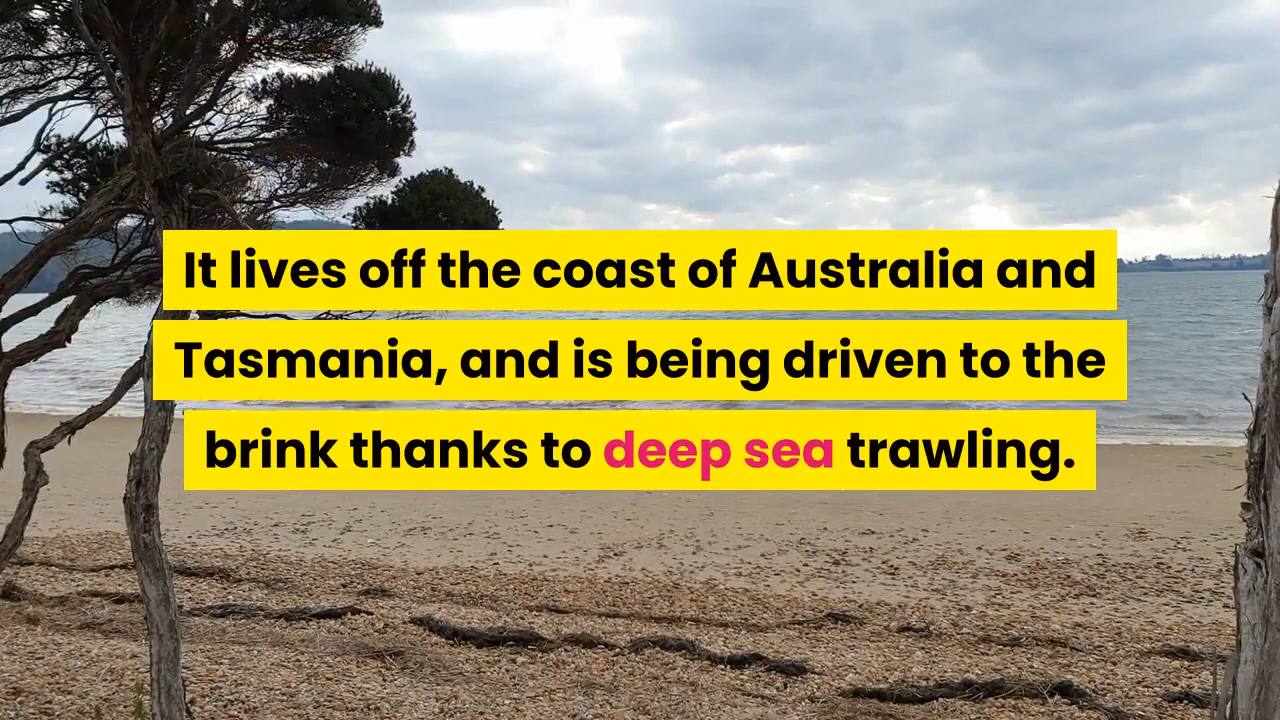 It lives off the coast of Australia and
Tasmania, and is being driven to the
brink thanks to deep sea trawling.